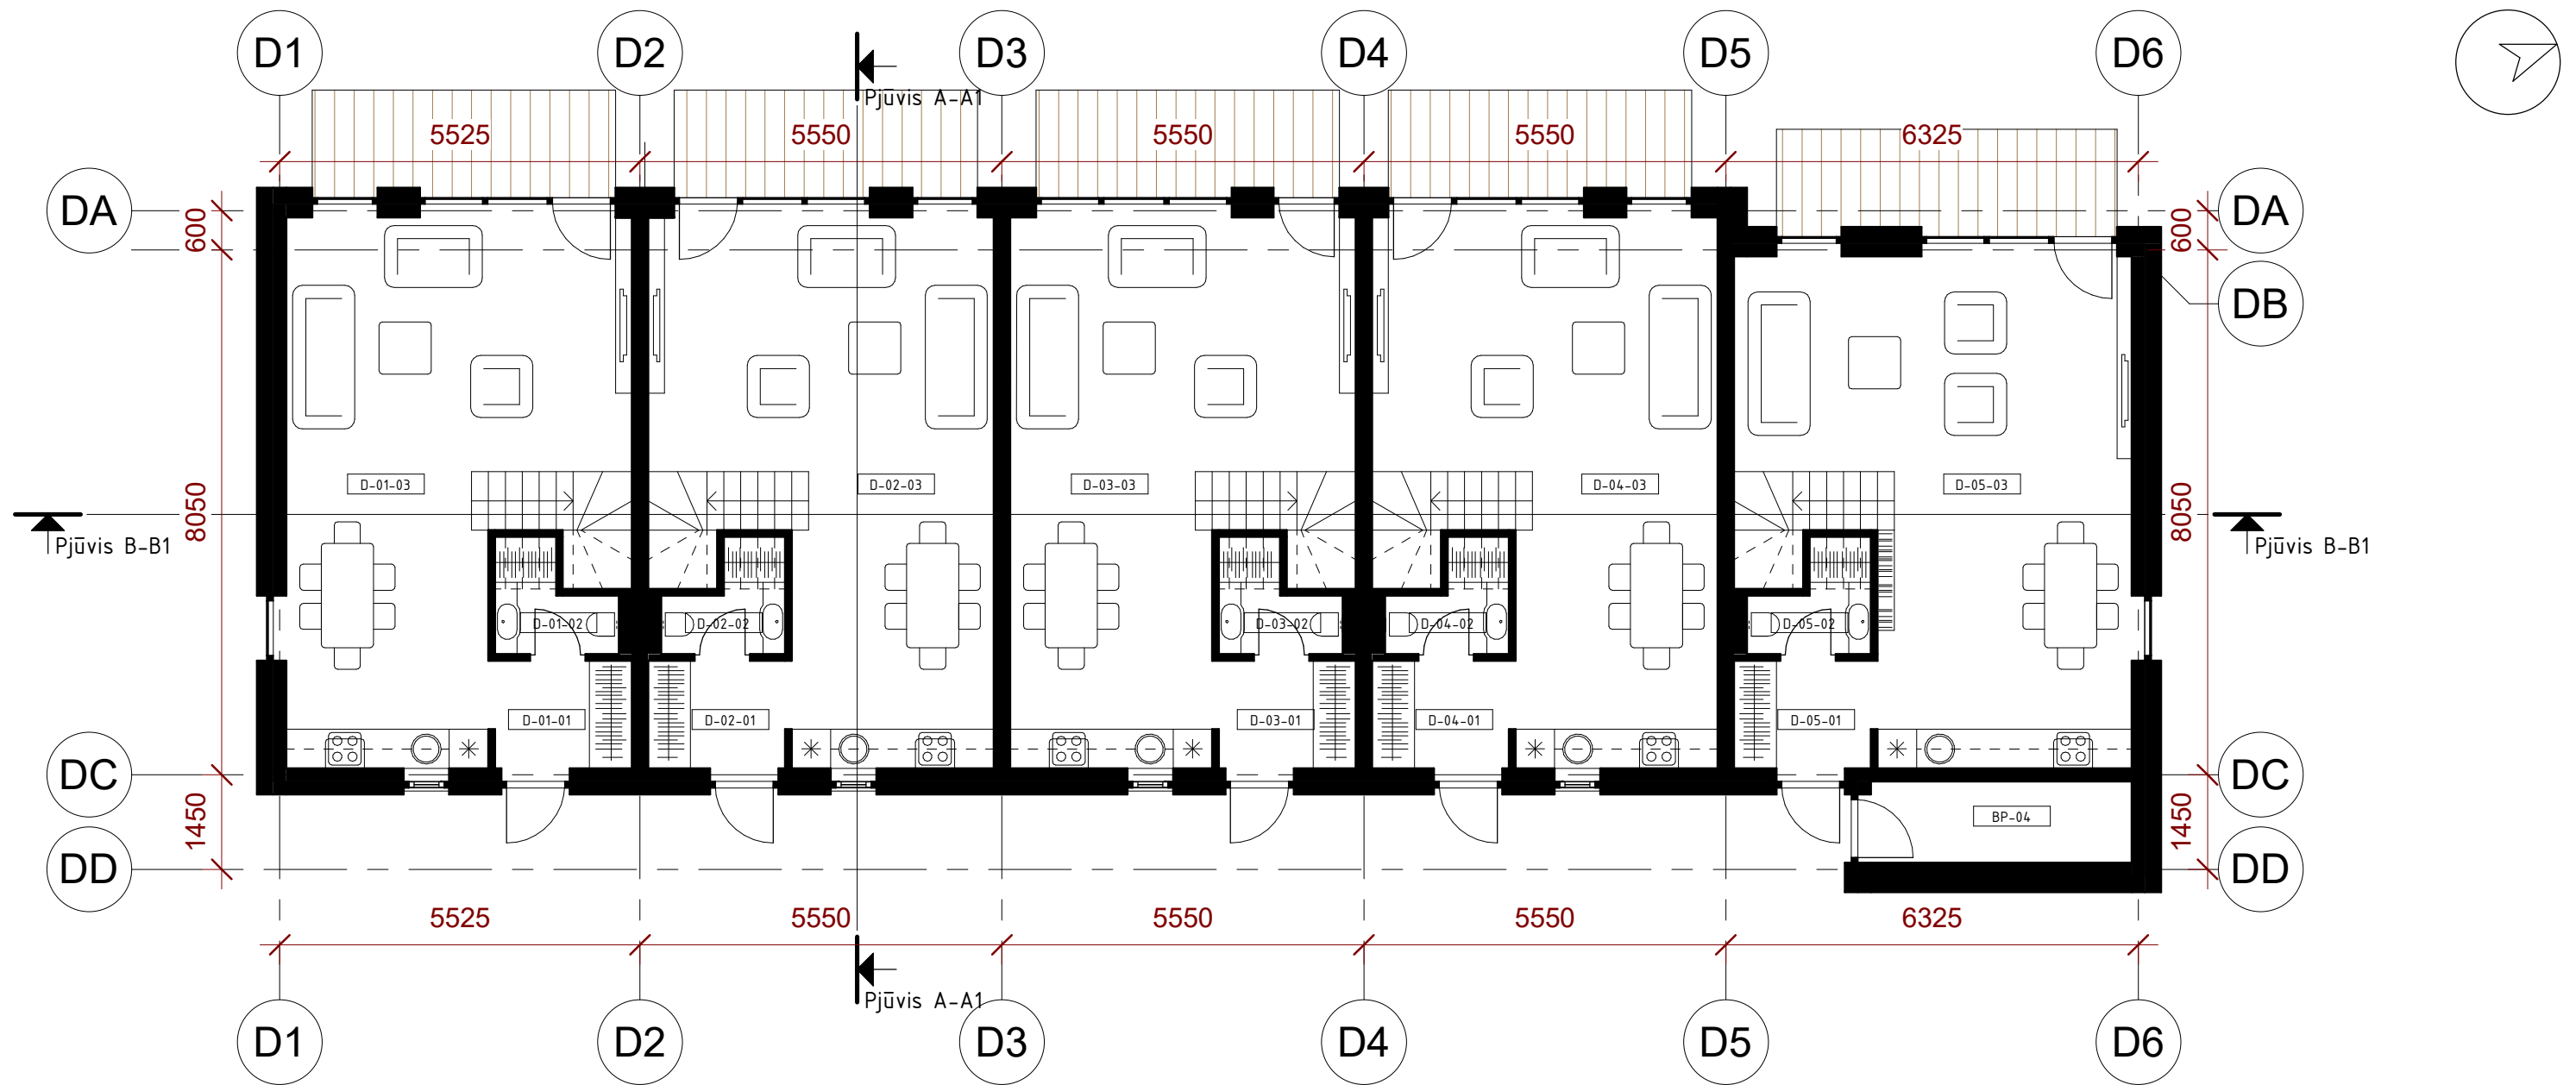 D1 D2 D3 D4 D5 D6
Pjūvis A-A1
5525 5550 5550 5550 6325
DA DA
600 600
DB
D-01-03 D-02-03 D-03-03 D-04-03 D-05-03
8050 8050
Pjūvis B-B1 Pjūvis B-B1
D-01-02 D-02-02 D-03-02 D-04-02 D-05-02
D-01-01 D-02-01 D-03-01 D-04-01 D-05-01
DC DC
1450 1450
BP-04
DD DD
5525 5550 5550 5550 6325
Pjūvis A-A1
D1 D2 D3 D4 D5 D6